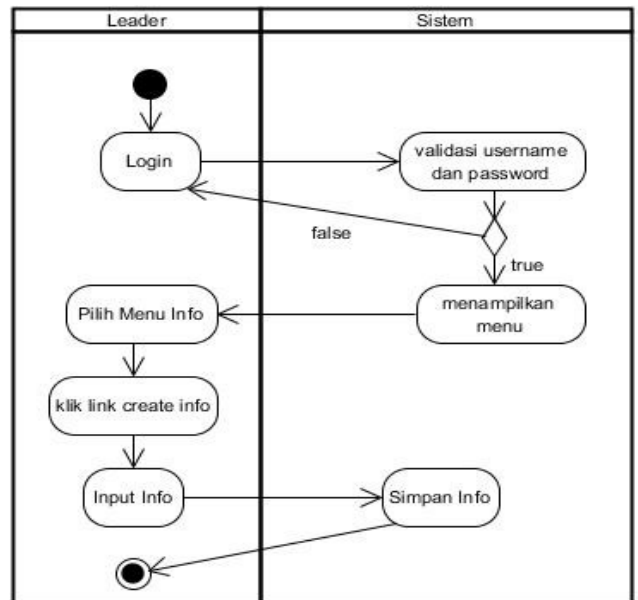 Leader
Sistem
Login
validasi username
dan password
false
true
Pilih Menu Info
menampilkan
menu
klik link create info
Input Info
Simpan Info